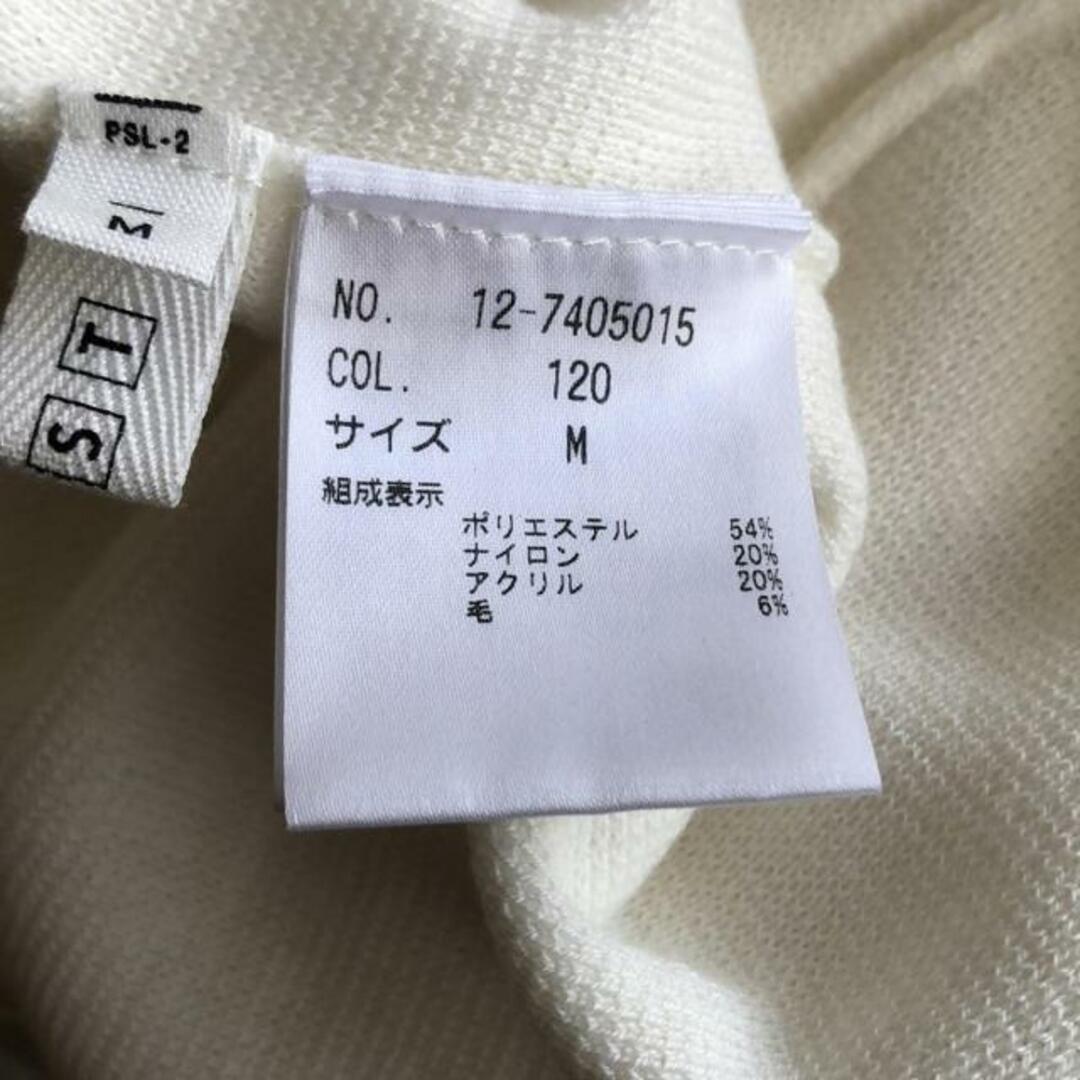 PSL-2
M
T
S
NO. 12-7405015
COL. 120
サイズ M
組成表示
ポリエステル 54%
ナイロン 20%
アクリル 20%
毛 6%